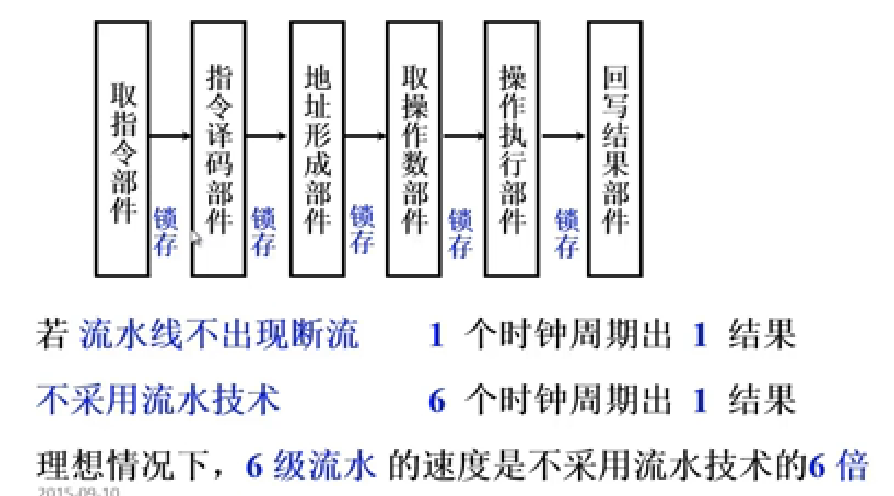 取指令部件
指令译码部件
地址形成部件
取操作数部件
操作执行部件
回写结果部件
锁存
锁存
锁存
锁存
锁存
若 流水线不出现断流 1 个时钟周期出 1 结果
不采用流水技术 6 个时钟周期出 1 结果
理想情况下，6 级流水 的速度是不采用流水技术的6 倍
2015-09-10